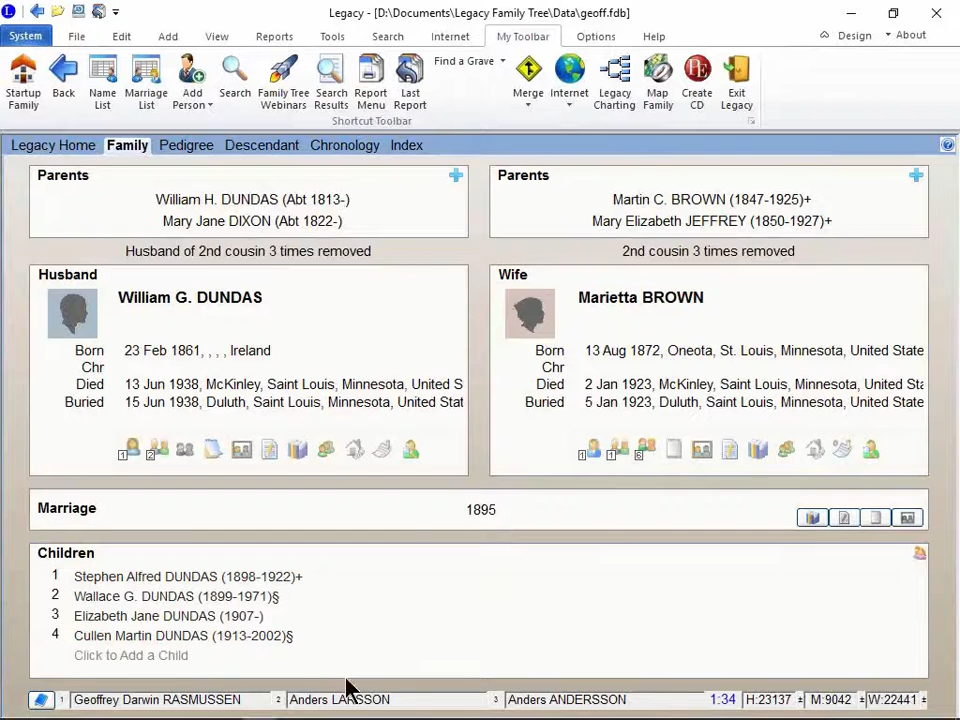 Legacy - [D:\Documents\Legacy Family Tree\Data\geoff.fdb]
System File Edit Add View Reports Tools Search Internet My Toolbar Options Help Design About
Startup Family Back Name List Marriage List Add Person Search Family Tree Webinars Search Results Report Menu Last Report Find a Grave Merge Internet Legacy Charting Map Family Create CD Exit Legacy
Shortcut Toolbar
Legacy Home Family Pedigree Descendant Chronology Index
Parents
William H. DUNDAS (Abt 1813-)
Mary Jane DIXON (Abt 1822-)
Parents
Martin C. BROWN (1847-1925)+
Mary Elizabeth JEFFREY (1850-1927)+
Husband of 2nd cousin 3 times removed
2nd cousin 3 times removed
Husband
William G. DUNDAS
Born 23 Feb 1861, , , , Ireland
Chr
Died 13 Jun 1938, McKinley, Saint Louis, Minnesota, United S
Buried 15 Jun 1938, Duluth, Saint Louis, Minnesota, United Stat
1 2
Wife
Marietta BROWN
Born 13 Aug 1872, Oneota, St. Louis, Minnesota, United State
Chr
Died 2 Jan 1923, McKinley, Saint Louis, Minnesota, United Sta
Buried 5 Jan 1923, Duluth, Saint Louis, Minnesota, United State
1 1 6
Marriage 1895
Children
1 Stephen Alfred DUNDAS (1898-1922)+
2 Wallace G. DUNDAS (1899-1971)§
3 Elizabeth Jane DUNDAS (1907-)
4 Cullen Martin DUNDAS (1913-2002)§
Click to Add a Child
1 Geoffrey Darwin RASMUSSEN 2 Anders LARSSON 3 Anders ANDERSSON 1:34 H:23137 ± M:9042 ± W:22441 ±